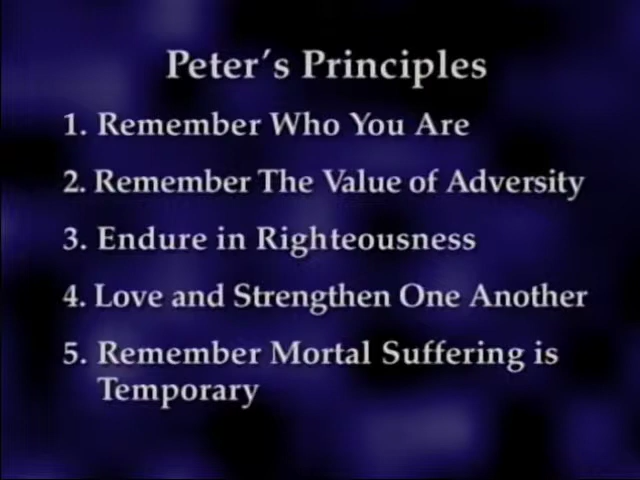 Peter's Principles
1. Remember Who You Are
2. Remember The Value of Adversity
3. Endure in Righteousness
4. Love and Strengthen One Another
5. Remember Mortal Suffering is
Temporary